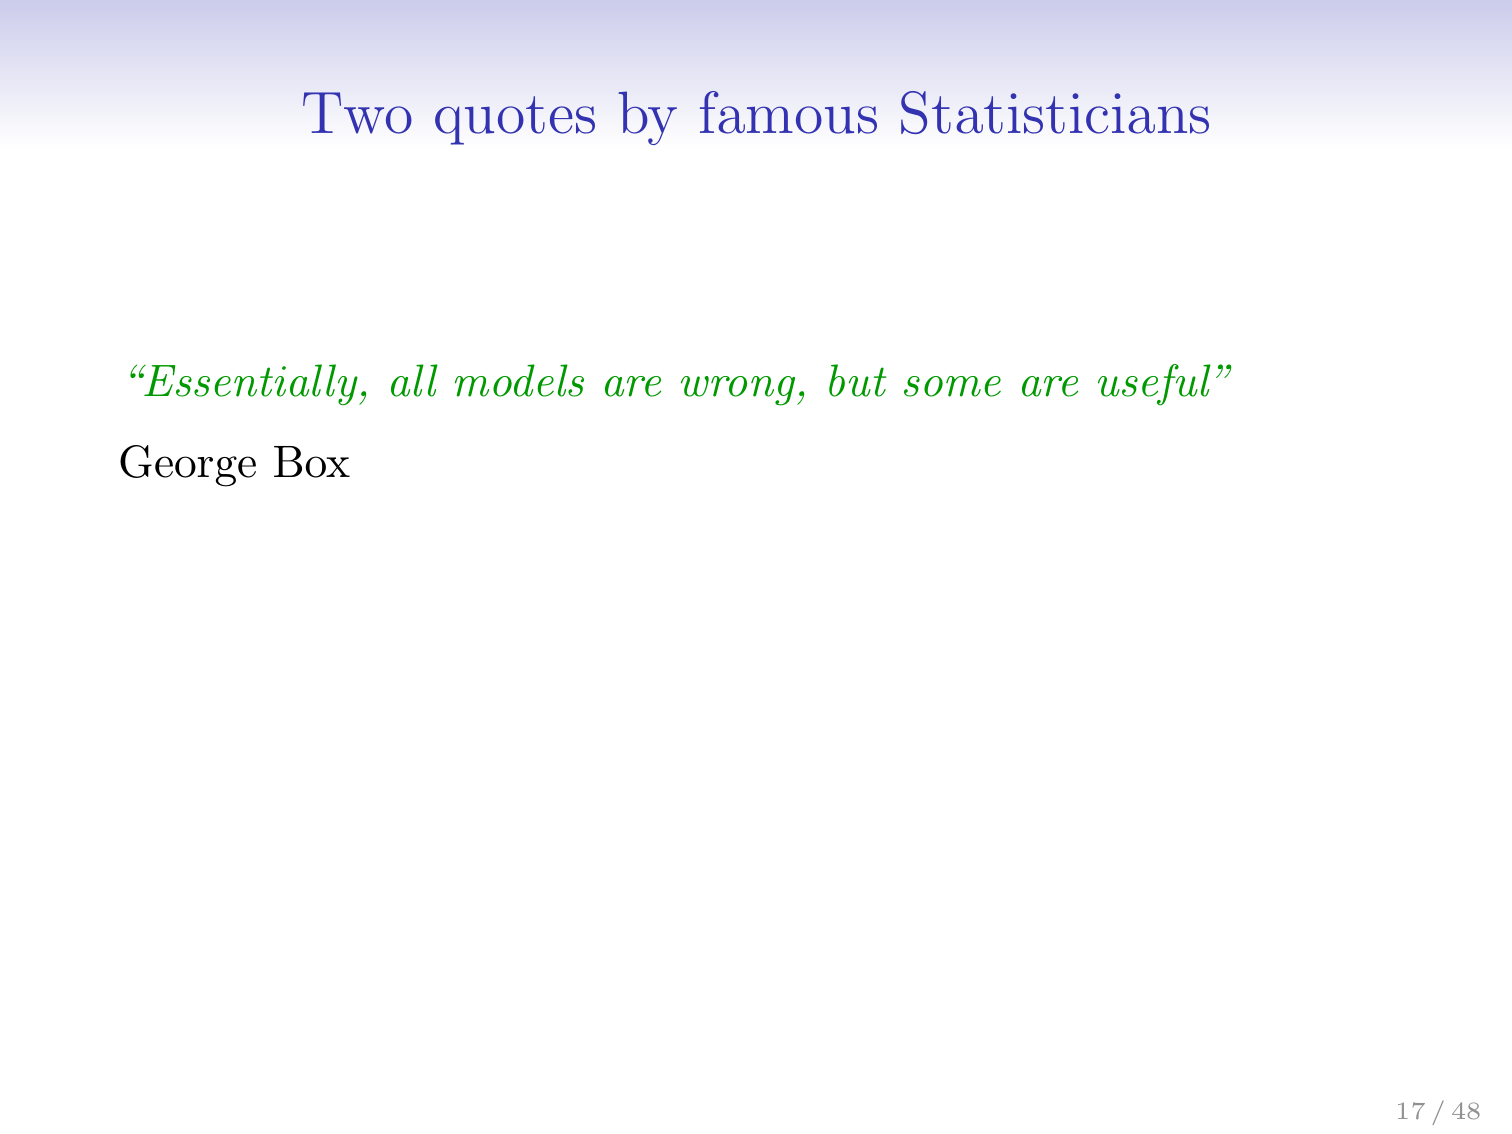 Two quotes by famous Statisticians
“Essentially, all models are wrong, but some are useful”
George Box
17 / 48